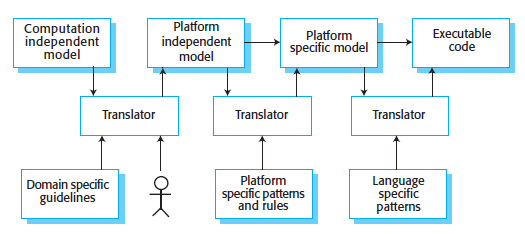 Computation
independent
model
Platform
independent
model
Platform
specific model
Executable
code
Translator
Translator
Translator
Domain specific
guidelines
Platform
specific patterns
and rules
Language
specific
patterns